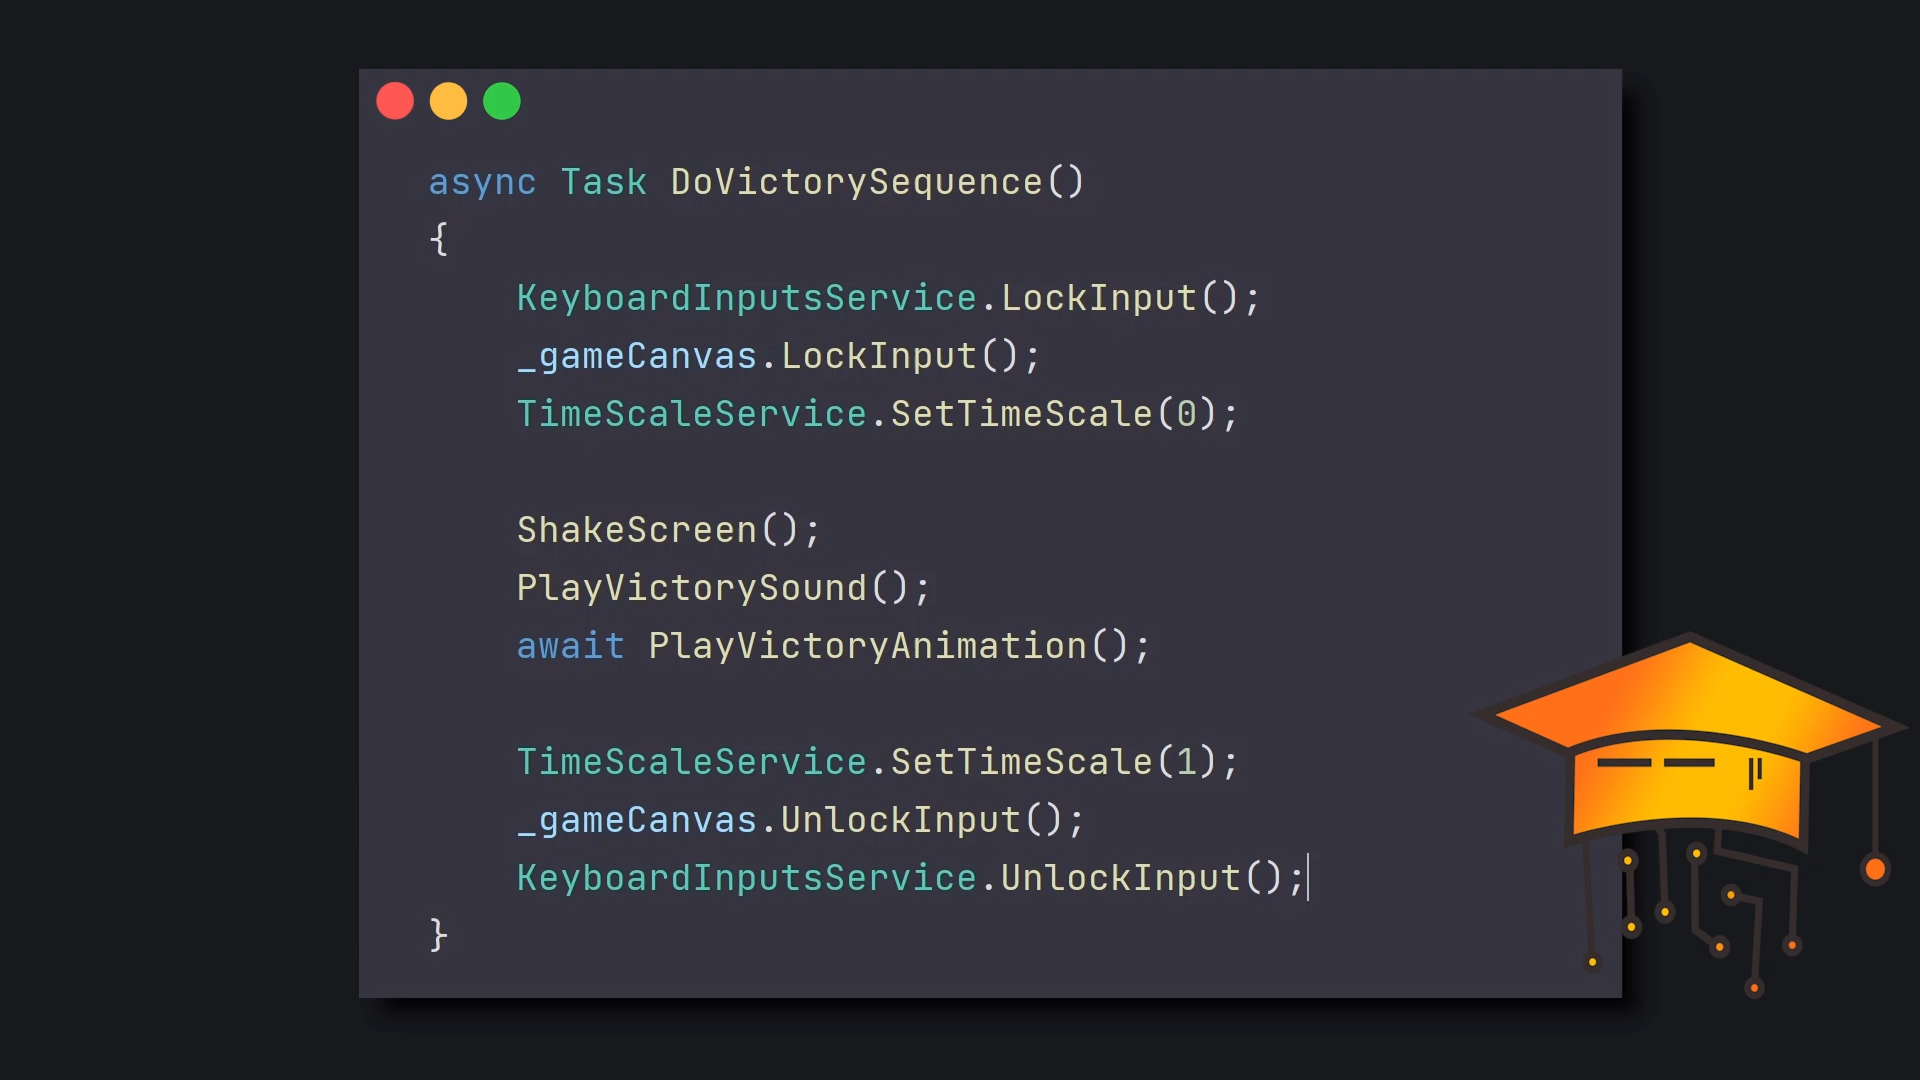 async Task DoVictorySequence()
{
KeyboardInputsService.LockInput();
_gameCanvas.LockInput();
TimeScaleService.SetTimeScale(0);
ShakeScreen();
PlayVictorySound();
await PlayVictoryAnimation();
TimeScaleService.SetTimeScale(1);
_gameCanvas.UnlockInput();
KeyboardInputsService.UnlockInput();
}